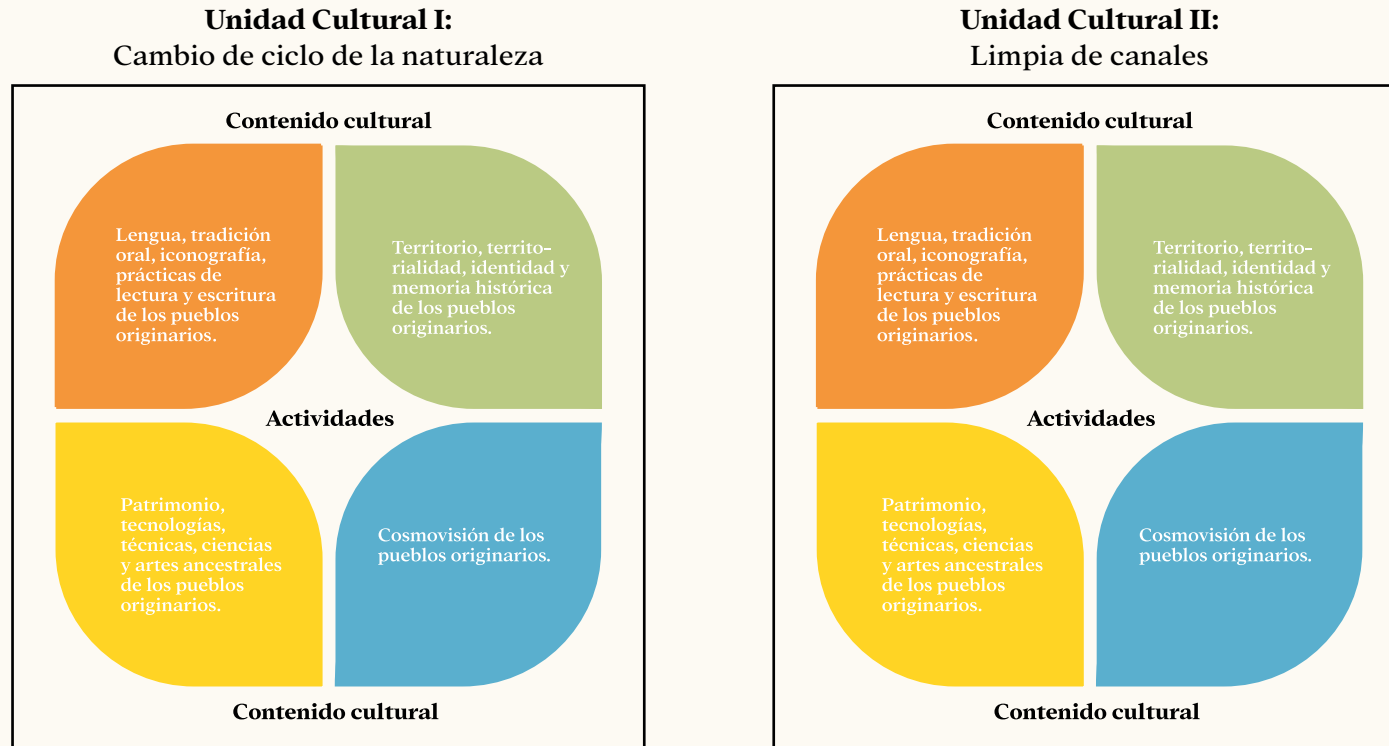 Unidad Cultural I:
Cambio de ciclo de la naturaleza
Contenido cultural
Lengua, tradición
oral, iconografía,
prácticas de
lectura y escritura
de los pueblos
originarios.
Territorio, territo-
rialidad, identidad y
memoria histórica
de los pueblos
originarios.
Actividades
Patrimonio,
tecnologías,
técnicas, ciencias
y artes ancestrales
de los pueblos
originarios.
Cosmovisión de los
pueblos originarios.
Contenido cultural
Unidad Cultural II:
Limpia de canales
Contenido cultural
Lengua, tradición
oral, iconografía,
prácticas de
lectura y escritura
de los pueblos
originarios.
Territorio, territo-
rialidad, identidad y
memoria histórica
de los pueblos
originarios.
Actividades
Patrimonio,
tecnologías,
técnicas, ciencias
y artes ancestrales
de los pueblos
originarios.
Cosmovisión de los
pueblos originarios.
Contenido cultural